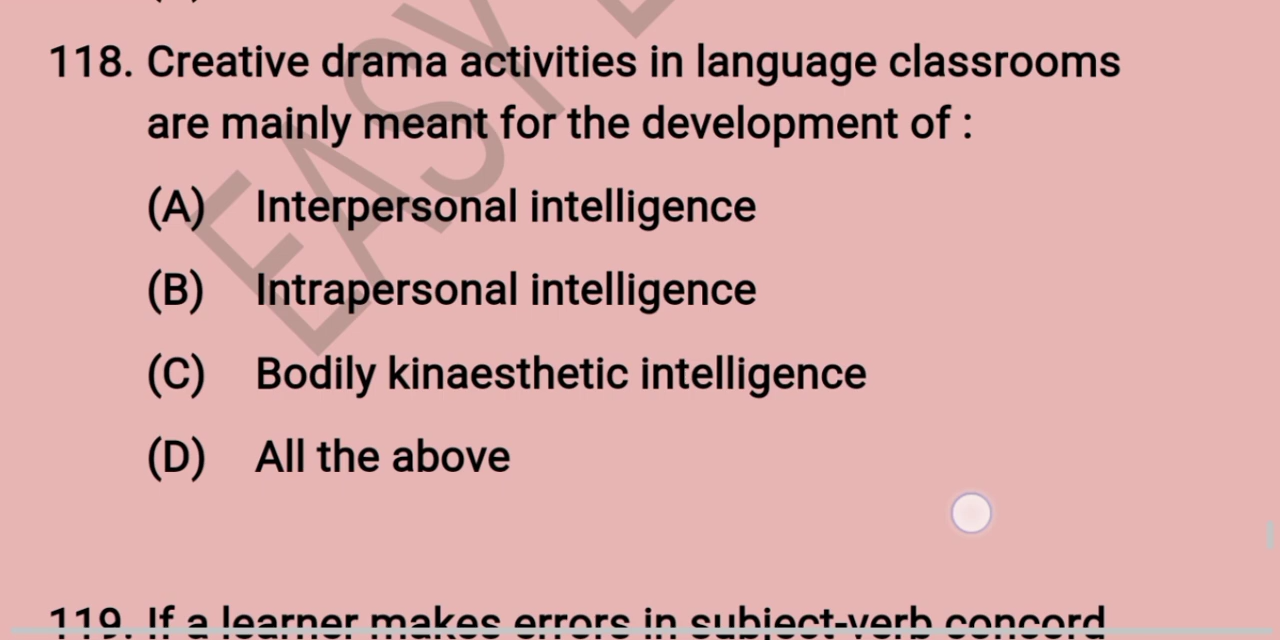 118. Creative drama activities in language classrooms
are mainly meant for the development of :
(A) Interpersonal intelligence
(B) Intrapersonal intelligence
(C) Bodily kinaesthetic intelligence
(D) All the above
EASY
119. If a learner makes errors in subject-verb concord